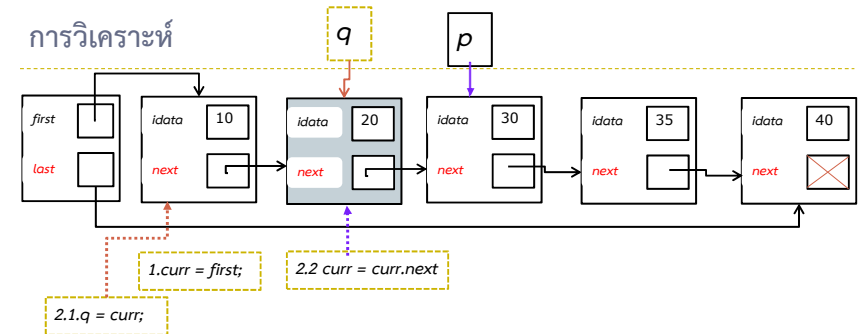 การวิเคราะห์
q
p
first
last
idata 10
next
idata 20
next
idata 30
next
idata 35
next
idata 40
next
1.curr = first;
2.2 curr = curr.next
2.1.q = curr;